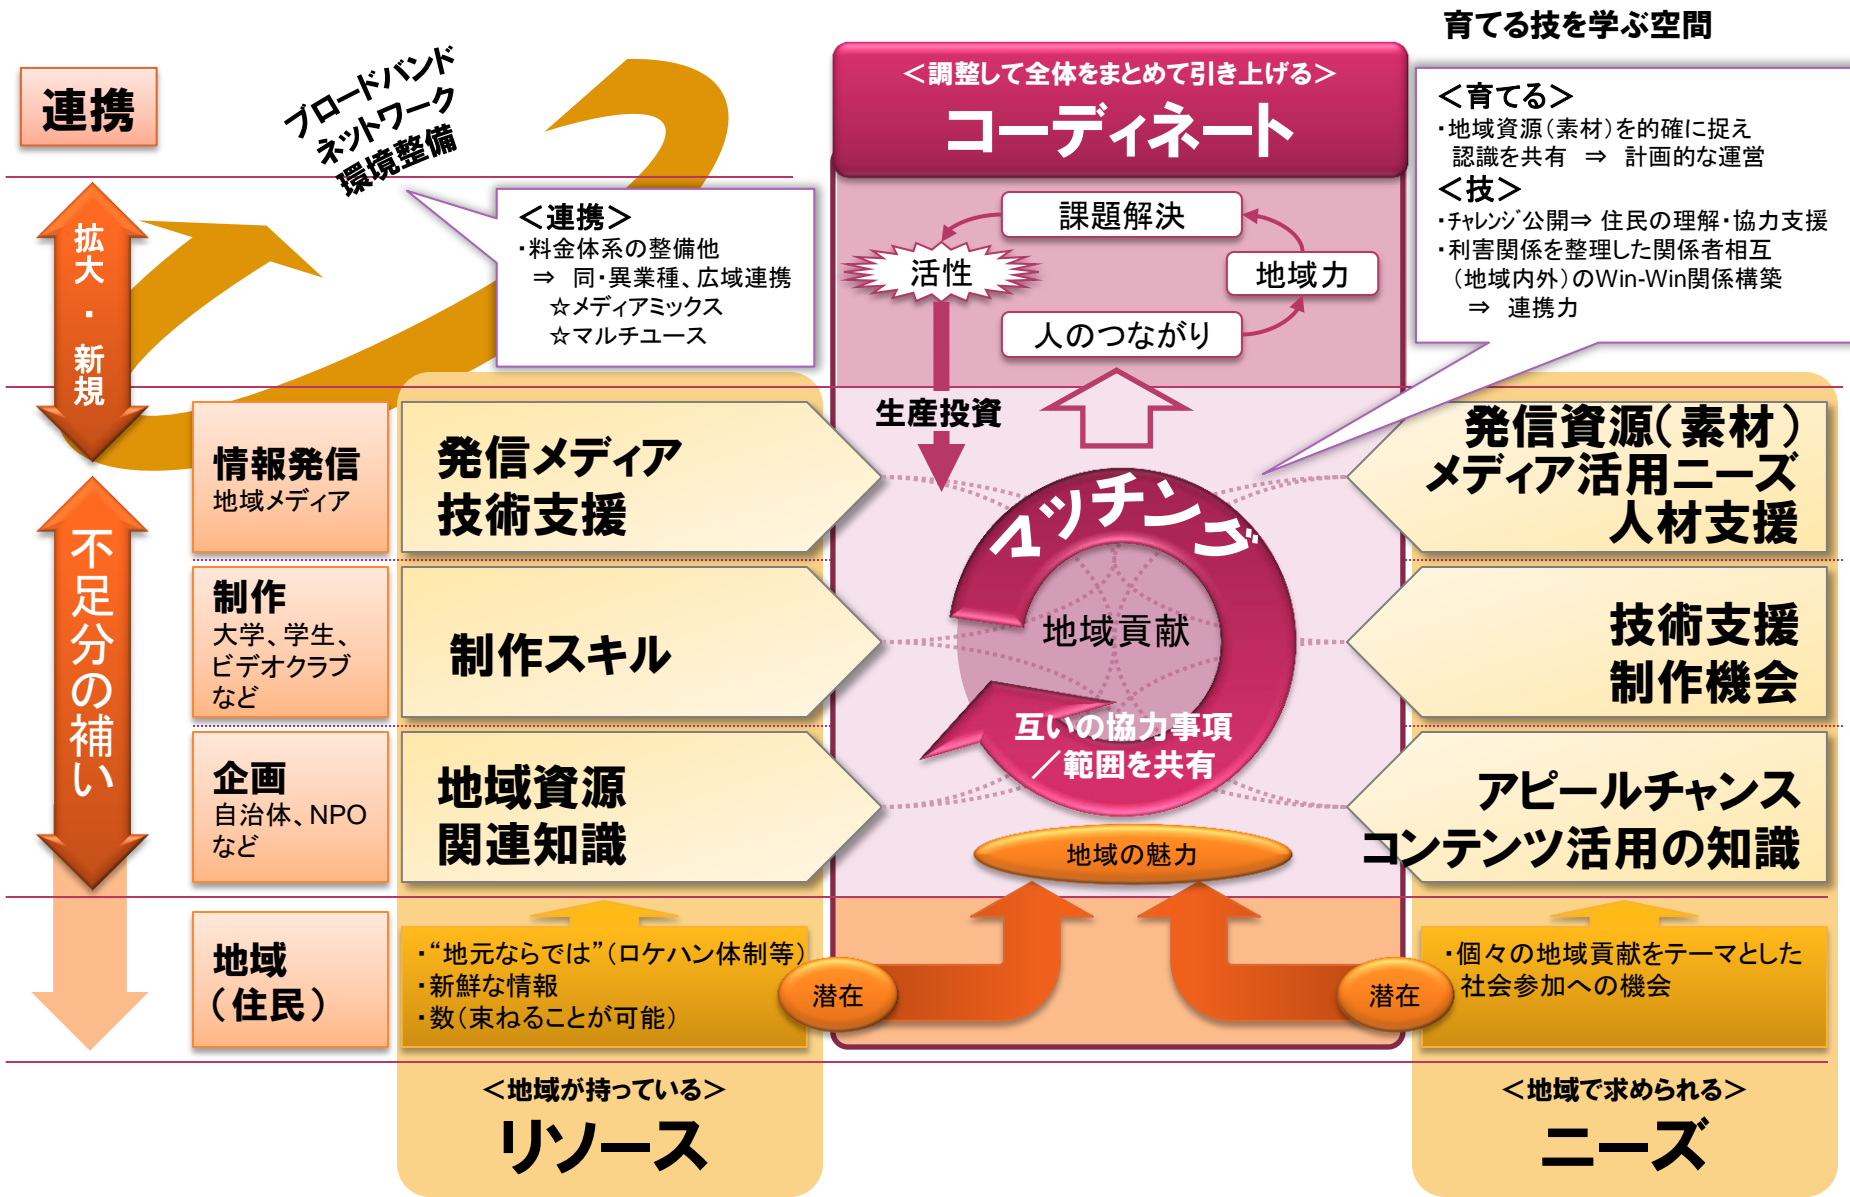 育てる技を学ぶ空間
連携
ブロードバンド
ネットワーク
環境整備
＜調整して全体をまとめて引き上げる＞
コーディネート
＜育てる＞
・地域資源（素材）を的確に捉え
認識を共有 ⇒ 計画的な運営
＜技＞
・ﾁｬﾚﾝｼﾞ公開⇒ 住民の理解・協力支援
・利害関係を整理した関係者相互
（地域内外）のWin-Win関係構築
⇒ 連携力
＜連携＞
・料金体系の整備他
⇒ 同・異業種、広域連携
☆メディアミックス
☆マルチユース
課題解決
活性
地域力
人のつながり
生産投資
拡大・新規
不足分の補い
情報発信
地域メディア
発信メディア
技術支援
マッチング
発信資源（素材）
メディア活用ニーズ
人材支援
制作
大学、学生、
ビデオクラブ
など
制作スキル
地域貢献
技術支援
制作機会
互いの協力事項
／範囲を共有
企画
自治体、NPO
など
地域資源
関連知識
アピールチャンス
コンテンツ活用の知識
地域の魅力
地域
（住民）
・“地元ならでは”（ロケハン体制等）
・新鮮な情報
・数（束ねることが可能）
潜在
潜在
・個々の地域貢献をテーマとした
社会参加への機会
＜地域が持っている＞
リソース
＜地域で求められる＞
ニーズ